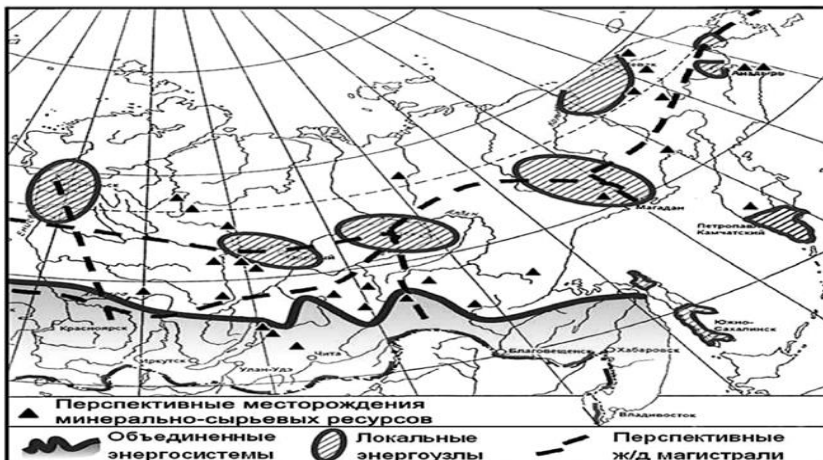 Анадырь
Магадан
Петропавл.
Камчатский
Южно-
Сахалинск
Красноярск
Иркутск
Улан-Удэ
Чита
Благовещенск
Хабаровск
Владивосток
Перспективные месторождения
минерально-сырьевых ресурсов
Объединенные
энергосистемы
Локальные
энергоузлы
Перспективные
ж/д магистрали